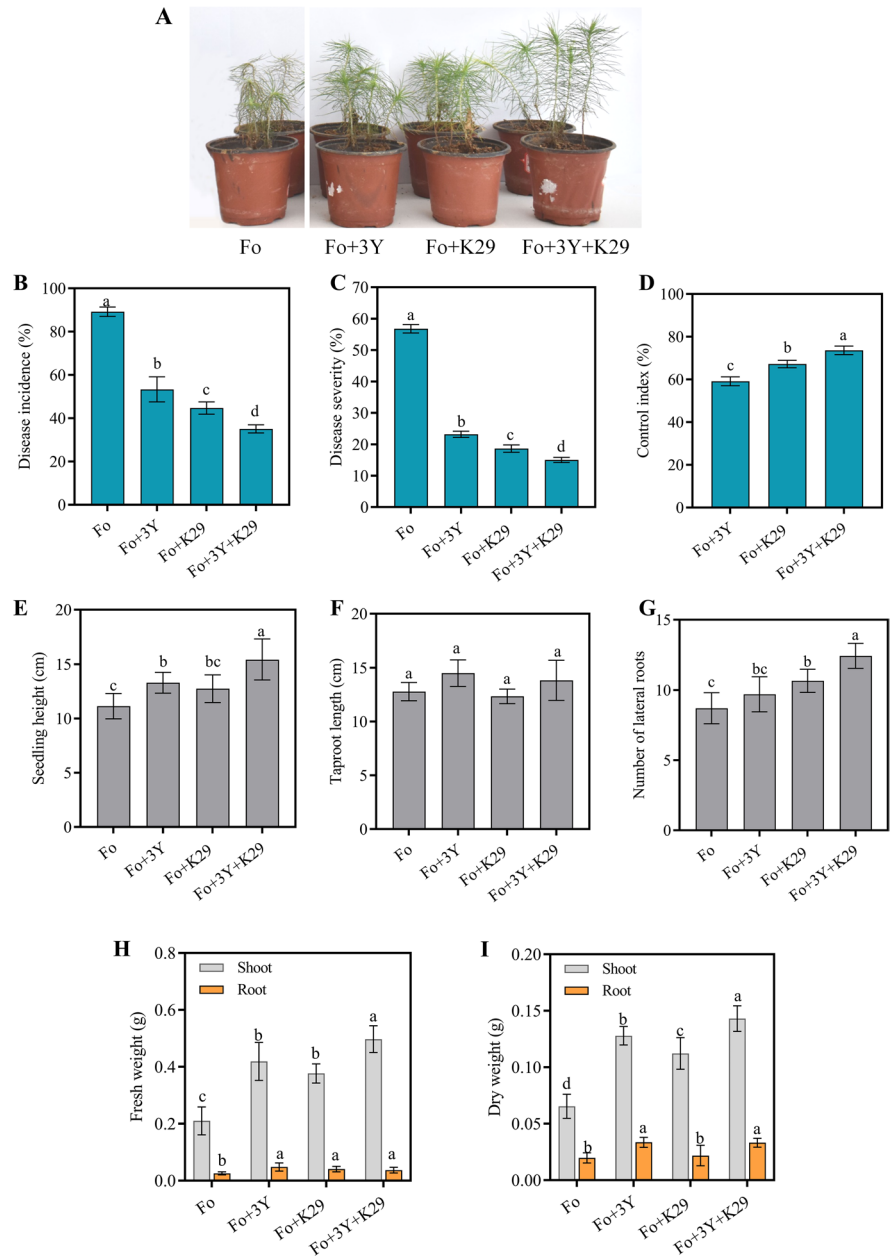 A
Fo Fo+3Y Fo+K29 Fo+3Y+K29
B
Disease incidence (%)
100
80
60
40
20
0
a
b
c
d
Fo
Fo+3Y
Fo+K29
Fo+3Y+K29
C
Disease severity (%)
70
60
50
40
30
20
10
0
a
b
c
d
Fo
Fo+3Y
Fo+K29
Fo+3Y+K29
D
Control index (%)
100
80
60
40
20
0
c
b
a
Fo+3Y
Fo+K29
Fo+3Y+K29
E
Seedling height (cm)
20
15
10
5
0
c
b
bc
a
Fo
Fo+3Y
Fo+K29
Fo+3Y+K29
F
Taproot length (cm)
20
15
10
5
0
a
a
a
a
Fo
Fo+3Y
Fo+K29
Fo+3Y+K29
G
Number of lateral roots
15
10
5
0
c
bc
b
a
Fo
Fo+3Y
Fo+K29
Fo+3Y+K29
H
Fresh weight (g)
0.8
0.6
0.4
0.2
0.0
Shoot
Root
c
b
b
a
b
a
a
a
Fo
Fo+3Y
Fo+K29
Fo+3Y+K29
I
Dry weight (g)
0.20
0.15
0.10
0.05
0.00
Shoot
Root
d
b
b
a
c
b
a
a
Fo
Fo+3Y
Fo+K29
Fo+3Y+K29